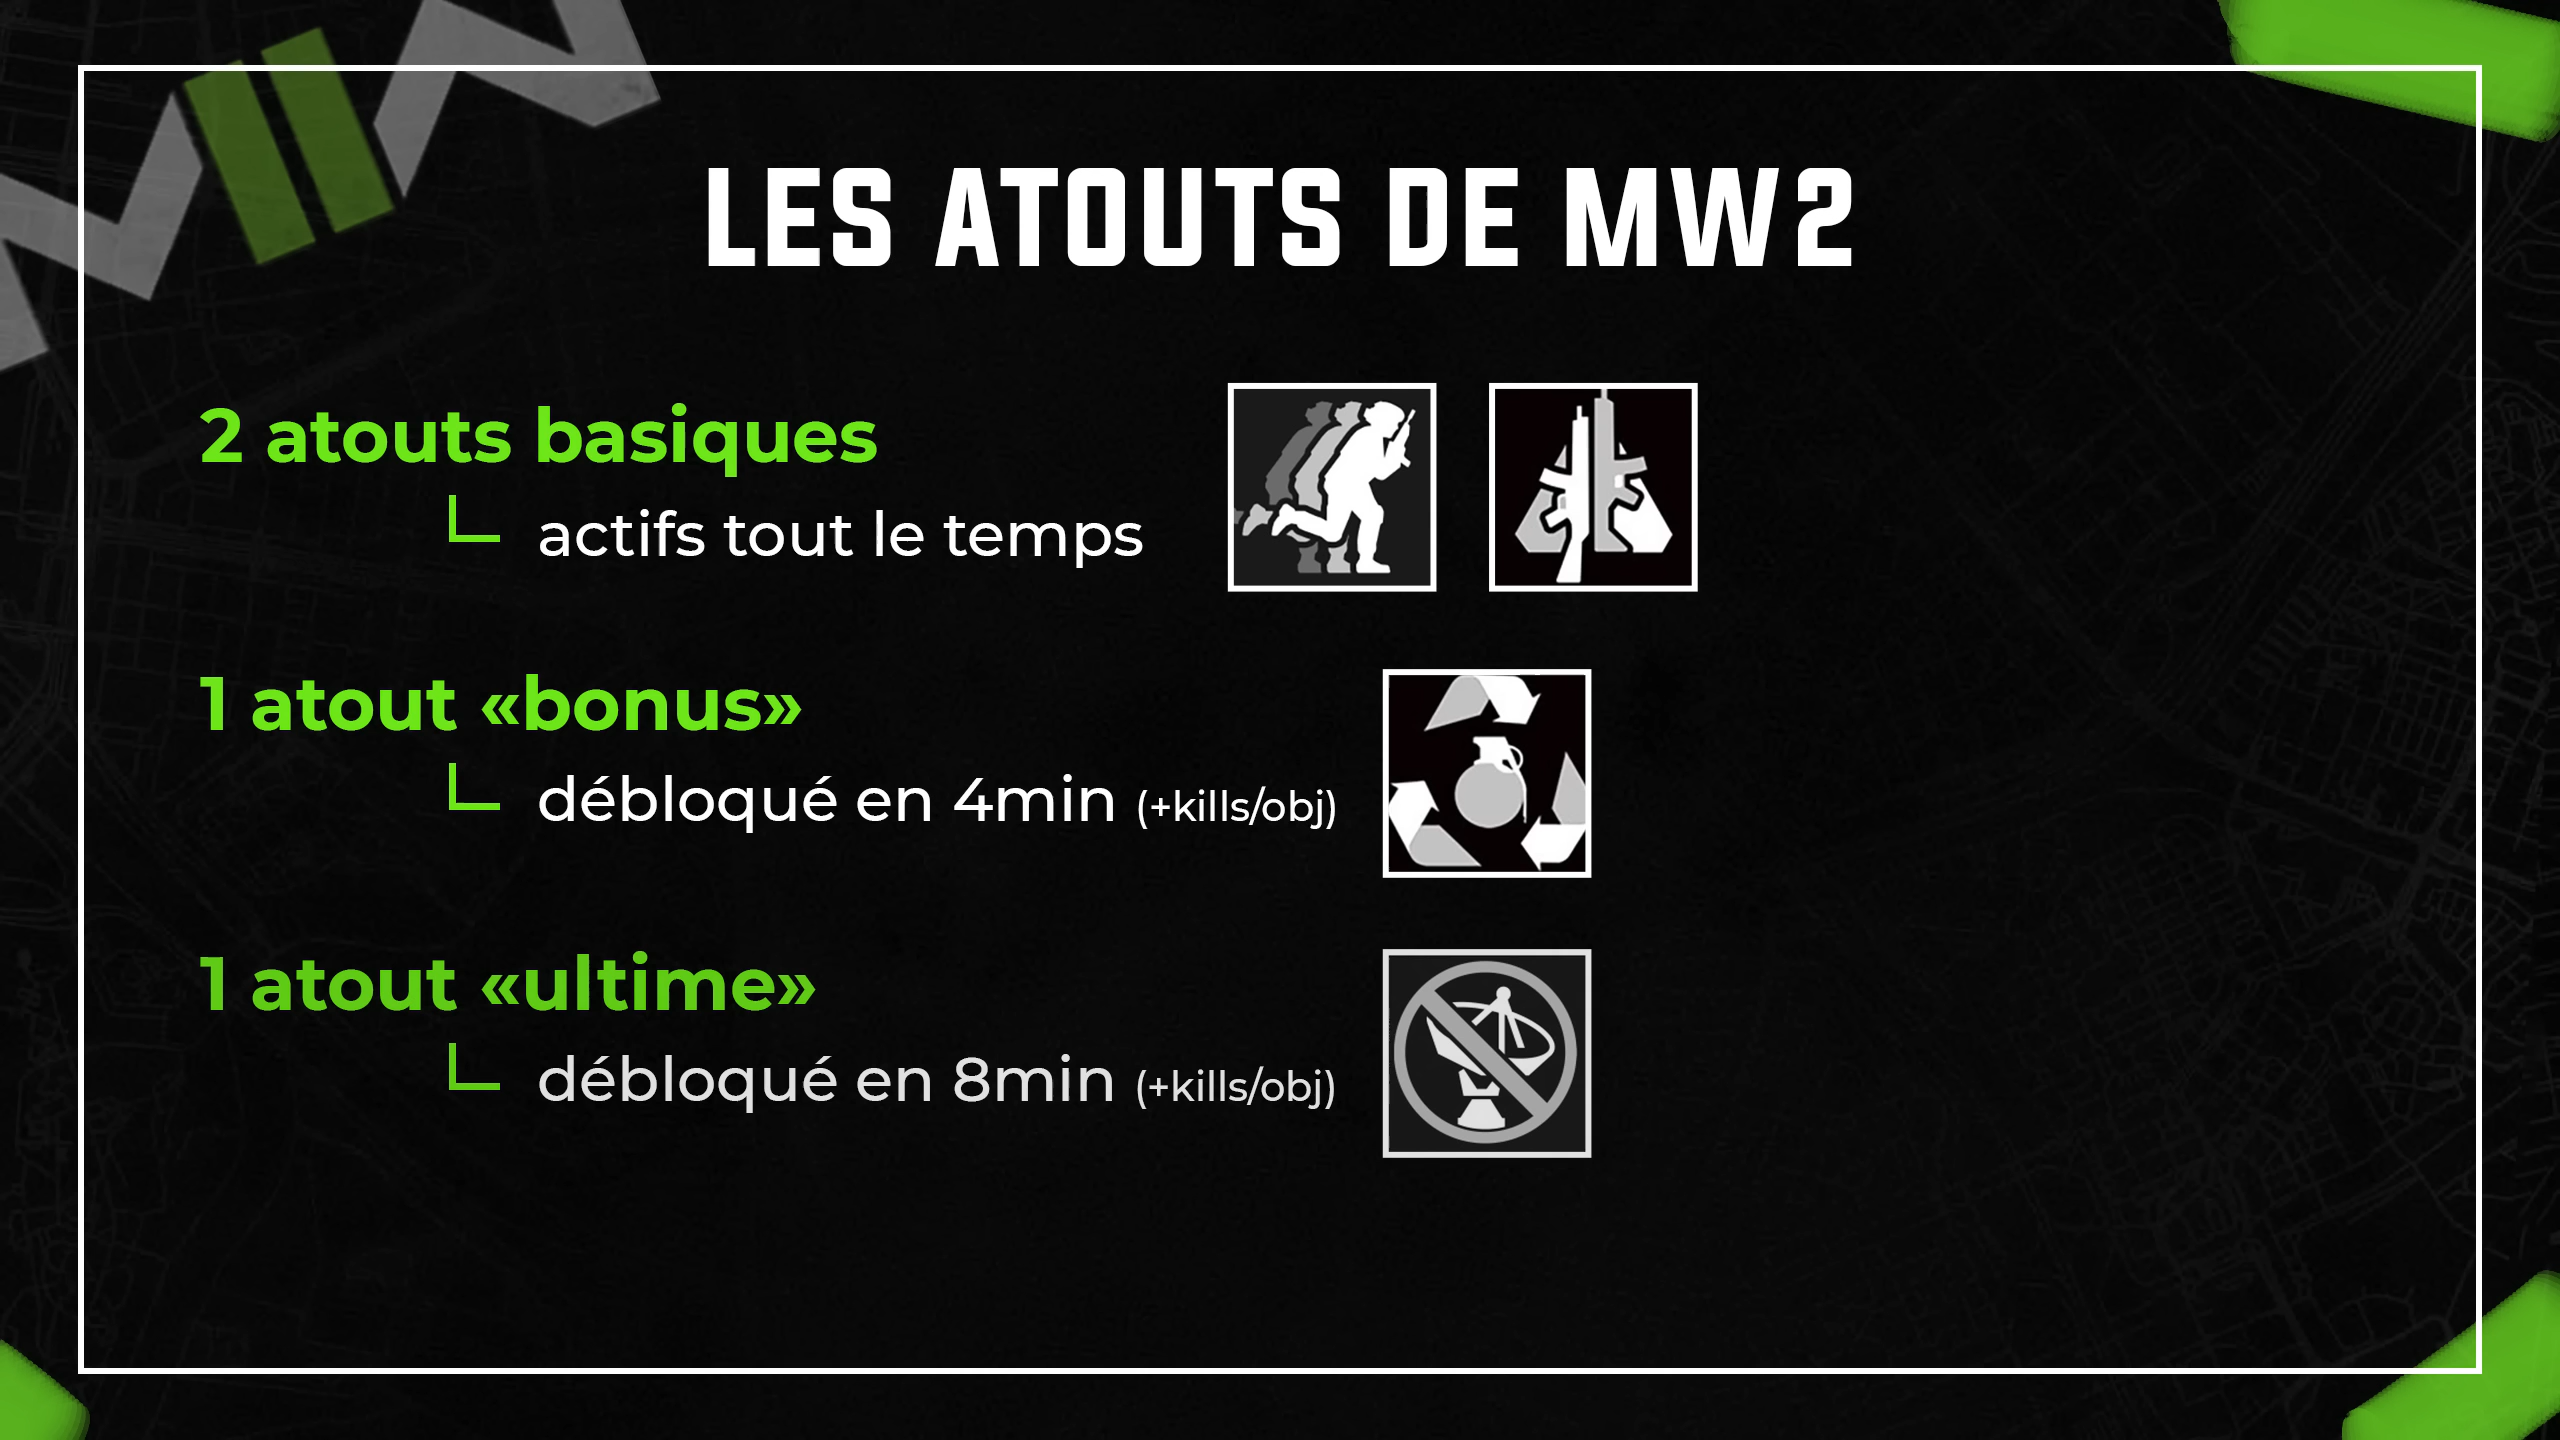 LES ATOUTS DE MW2
2 atouts basiques
actifs tout le temps
1 atout «bonus»
débloqué en 4min (+kills/obj)
1 atout «ultime»
débloqué en 8min (+kills/obj)